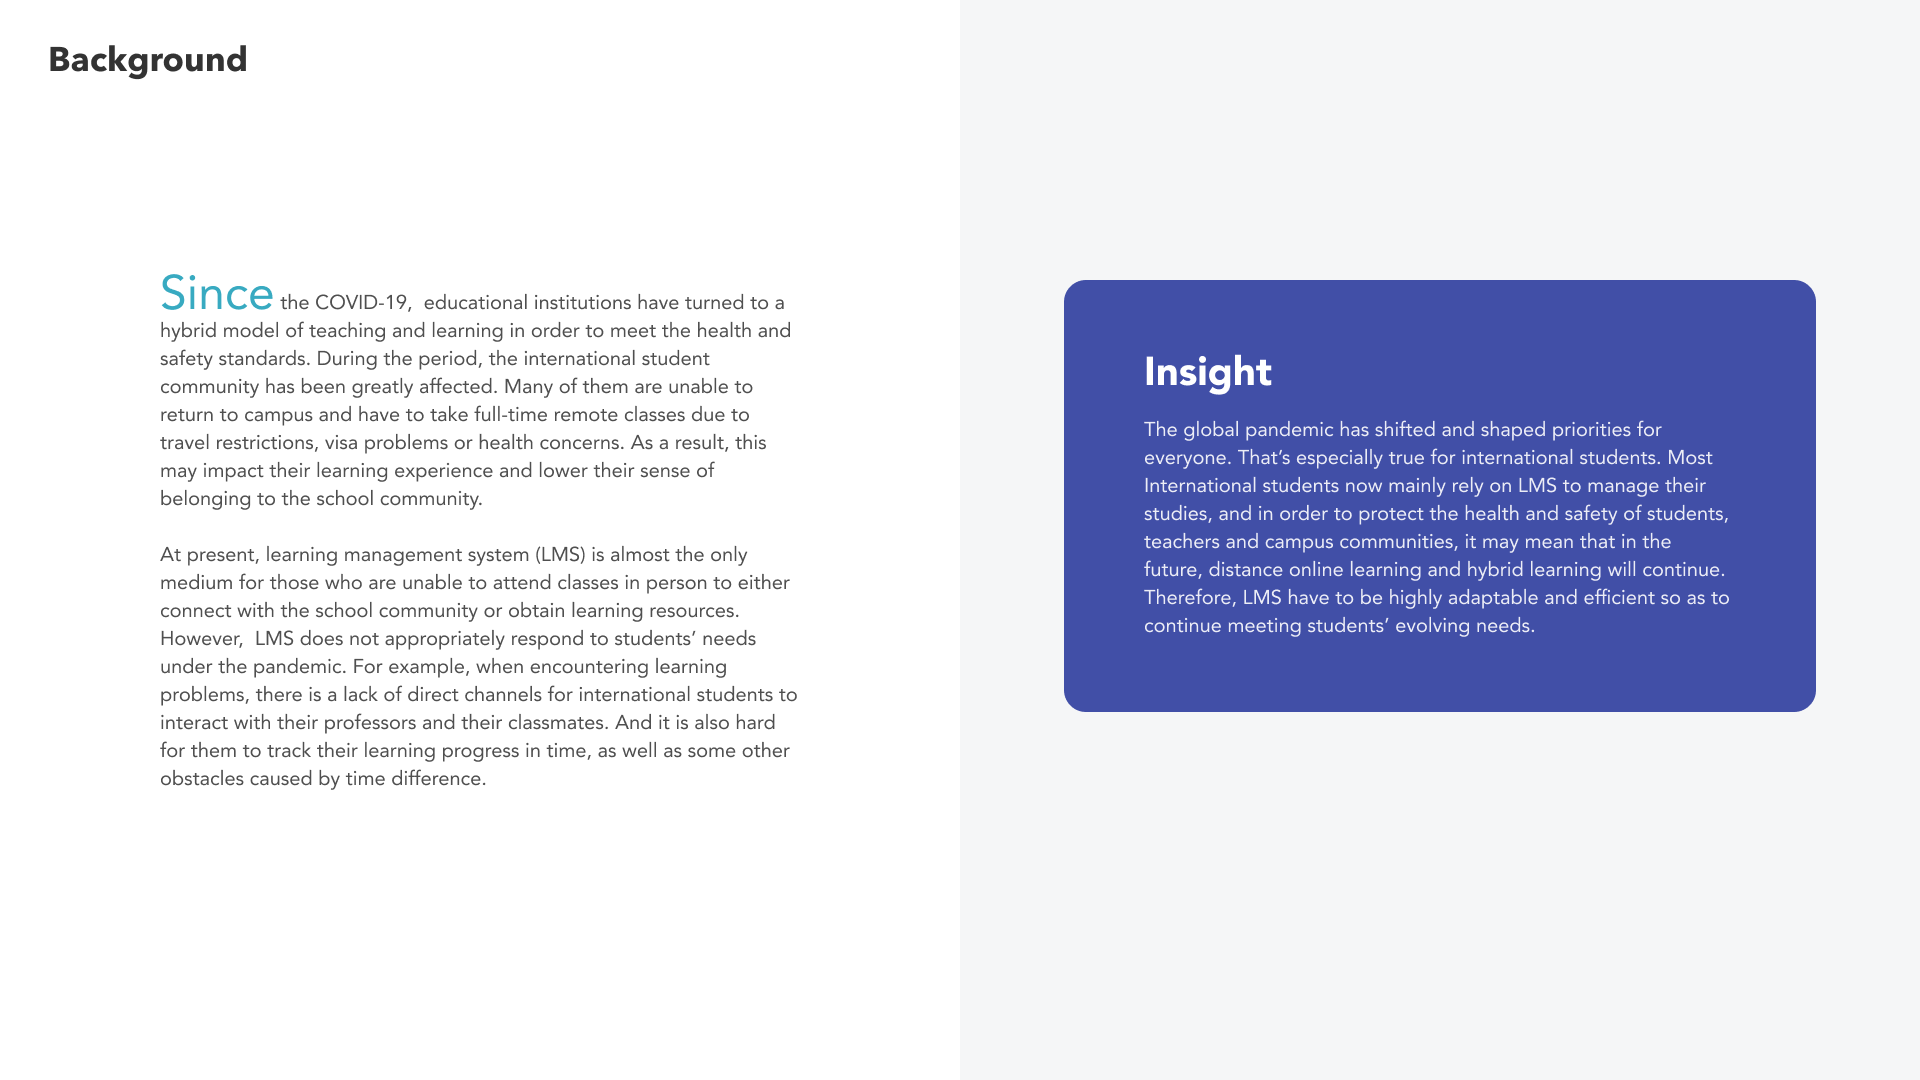 Background
Since the COVID-19,  educational institutions have turned to a
hybrid model of teaching and learning in order to meet the health and
safety standards. During the period, the international student
community has been greatly affected. Many of them are unable to
return to campus and have to take full-time remote classes due to
travel restrictions, visa problems or health concerns. As a result, this
may impact their learning experience and lower their sense of
belonging to the school community.
At present, learning management system (LMS) is almost the only
medium for those who are unable to attend classes in person to either
connect with the school community or obtain learning resources.
However,  LMS does not appropriately respond to students’ needs
under the pandemic. For example, when encountering learning
problems, there is a lack of direct channels for international students to
interact with their professors and their classmates. And it is also hard
for them to track their learning progress in time, as well as some other
obstacles caused by time difference.
Insight
The global pandemic has shifted and shaped priorities for
everyone. That’s especially true for international students. Most
International students now mainly rely on LMS to manage their
studies, and in order to protect the health and safety of students,
teachers and campus communities, it may mean that in the
future, distance online learning and hybrid learning will continue.
Therefore, LMS have to be highly adaptable and efficient so as to
continue meeting students’ evolving needs.